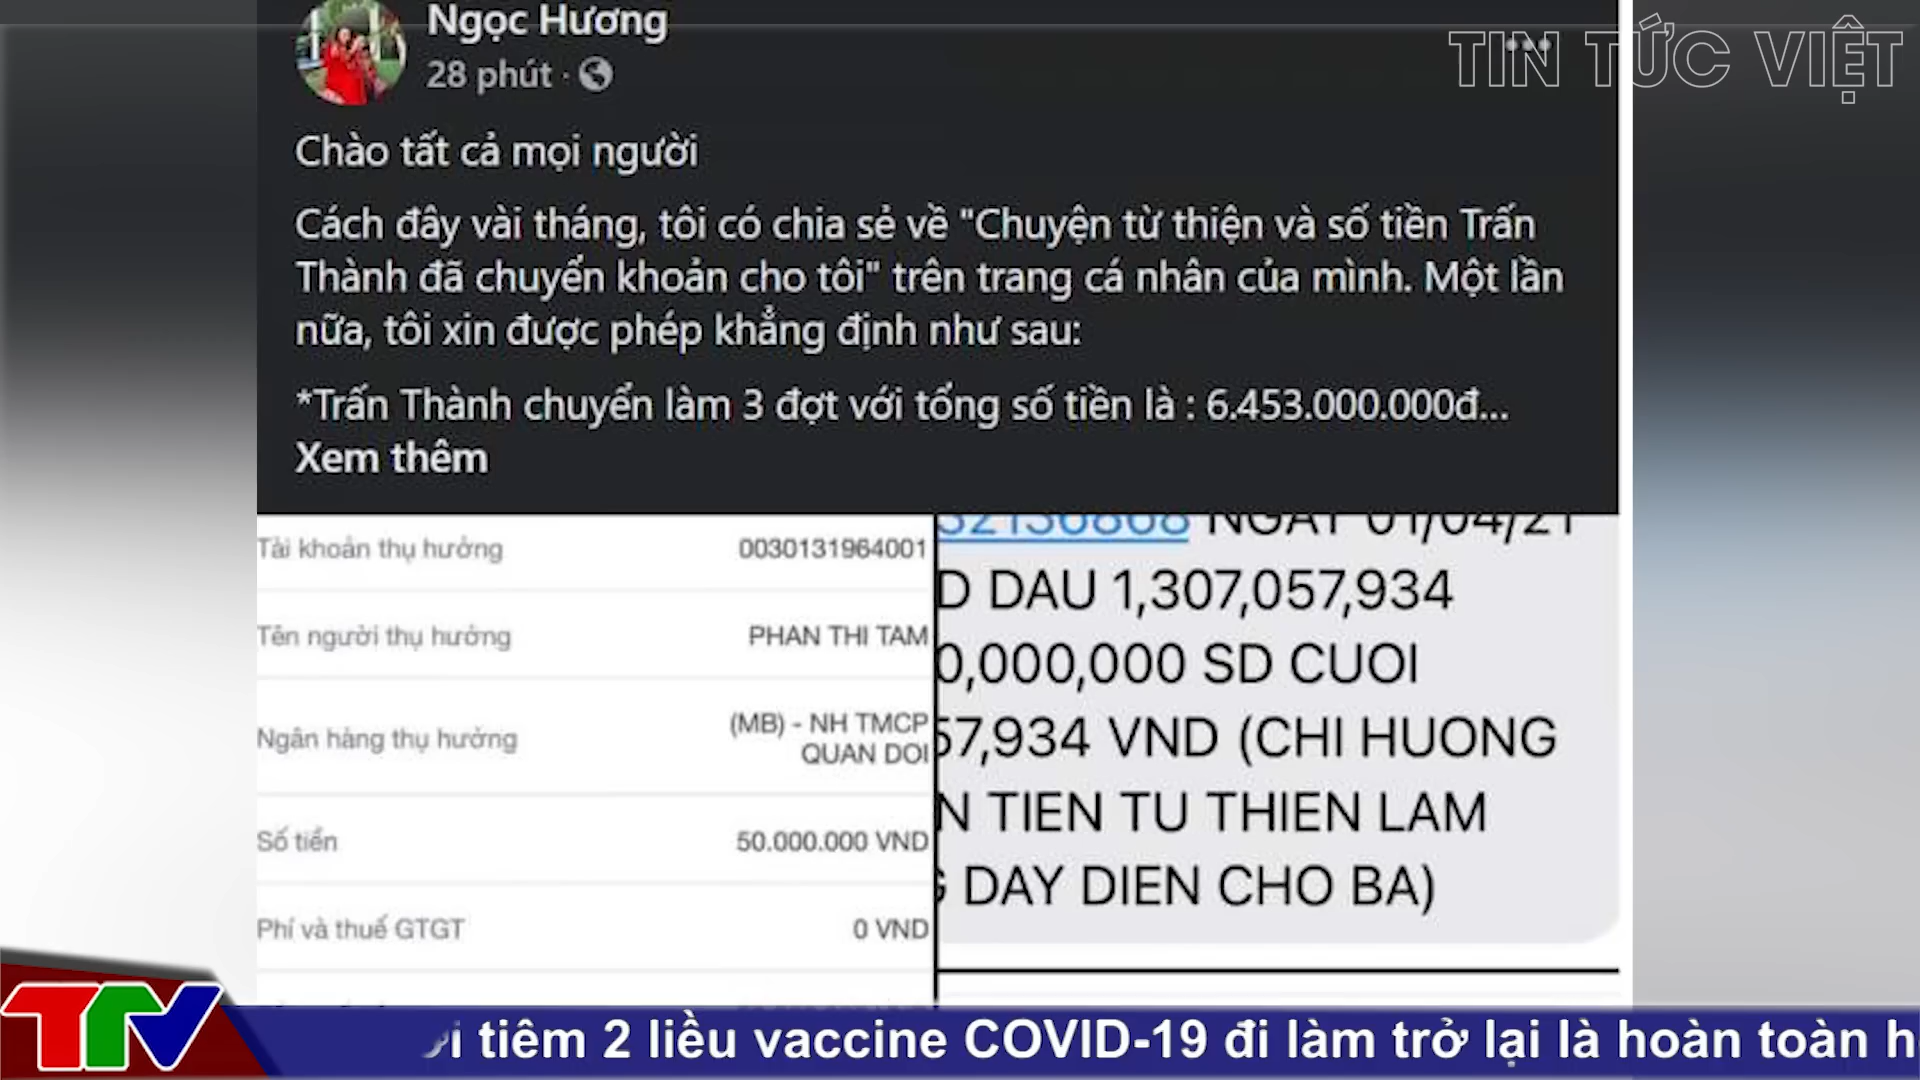 Ngọc Hương
28 phút ·
TIN TỨC VIỆT
Chào tất cả mọi người
Cách đây vài tháng, tôi có chia sẻ về "Chuyện từ thiện và số tiền Trấn
Thành đã chuyển khoản cho tôi" trên trang cá nhân của mình. Một lần
nữa, tôi xin được phép khẳng định như sau:
*Trấn Thành chuyển làm 3 đợt với tổng số tiền là : 6.453.000.000đ...
Xem thêm
Tài khoản thụ hưởng 0030131964001
Tên người thụ hưởng PHAN THI TAM
Ngân hàng thụ hưởng (MB) - NH TMCP
QUAN DOI
Số tiền 50.000.000 VND
Phí và thuế GTGT 0 VND
NGAY 01/04/21
D DAU 1,307,057,934
0,000,000 SD CUOI
57,934 VND (CHI HUONG
N TIEN TU THIEN LAM
DAY DIEN CHO BA)
TTV
tiêm 2 liều vaccine COVID-19 đi làm trở lại là hoàn toàn